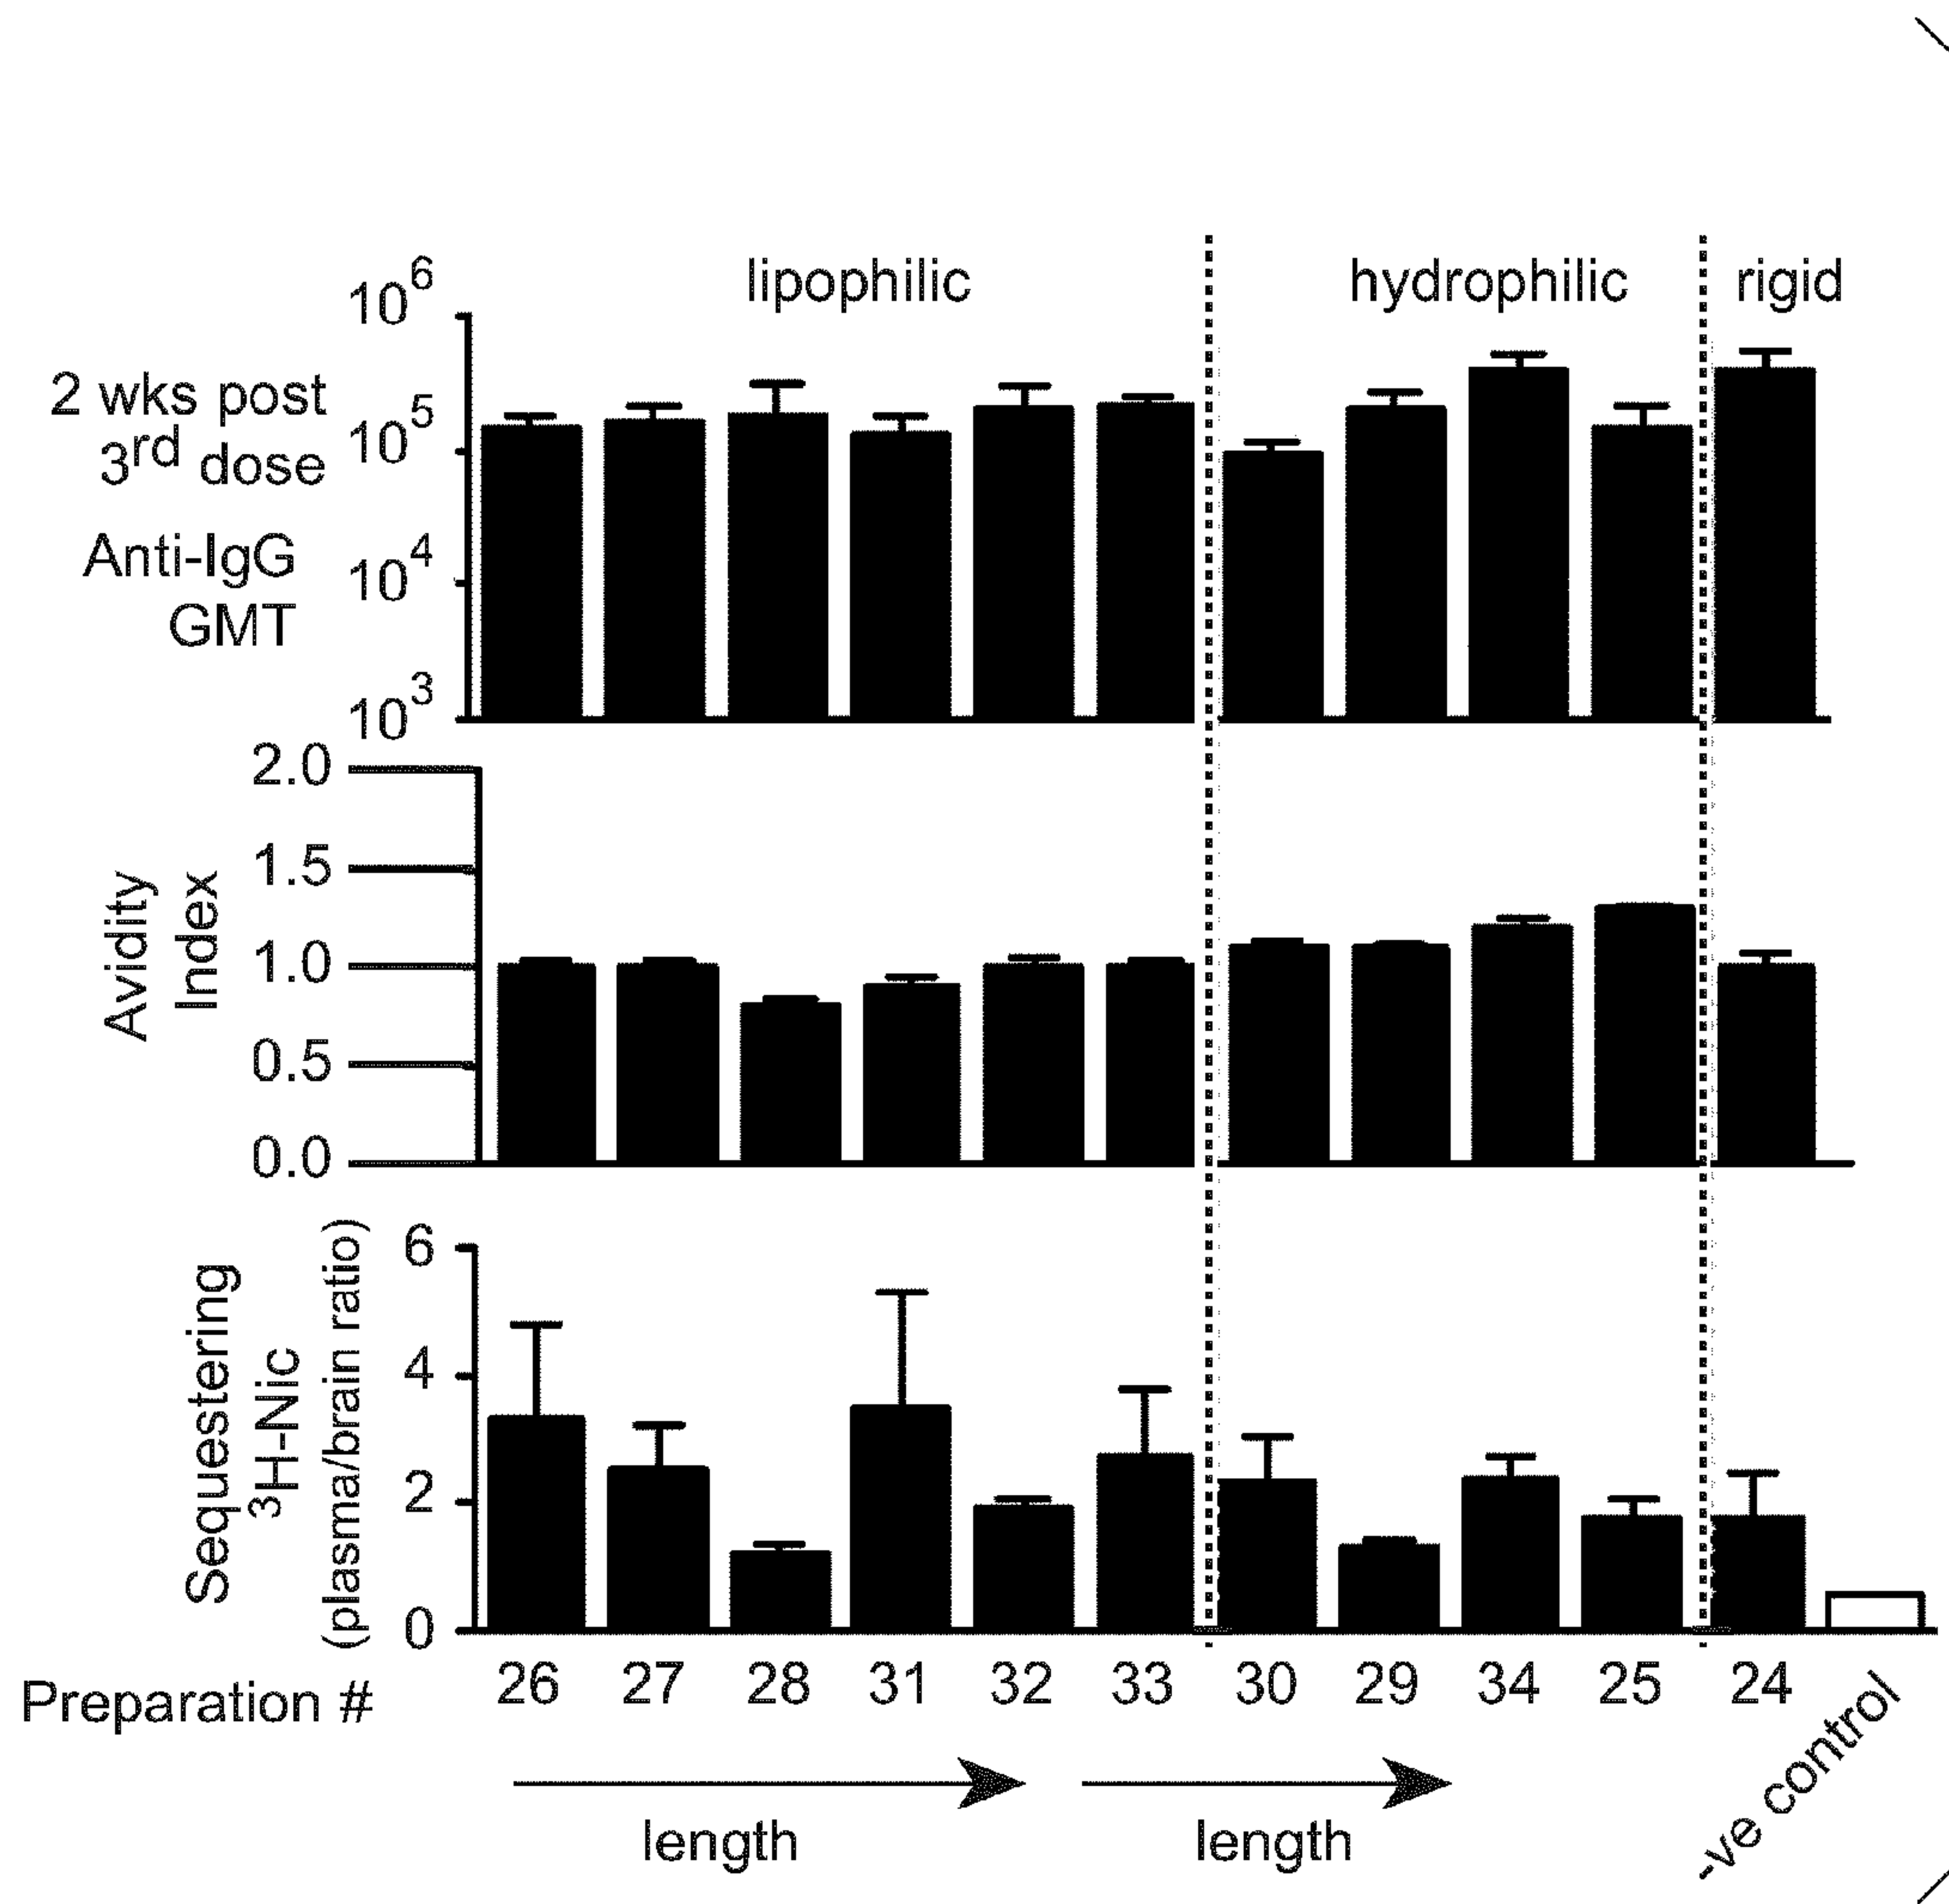 lipophilic hydrophilic rigid
2 wks post
3rd dose
Anti-IgG
GMT
10^6
10^5
10^4
10^3
Avidity
Index
2.0
1.5
1.0
0.5
0.0
Sequestering
3H-Nic
(plasma/brain ratio)
6
4
2
0
Preparation # 26 27 28 31 32 33 30 29 34 25 24 -ve control
length length